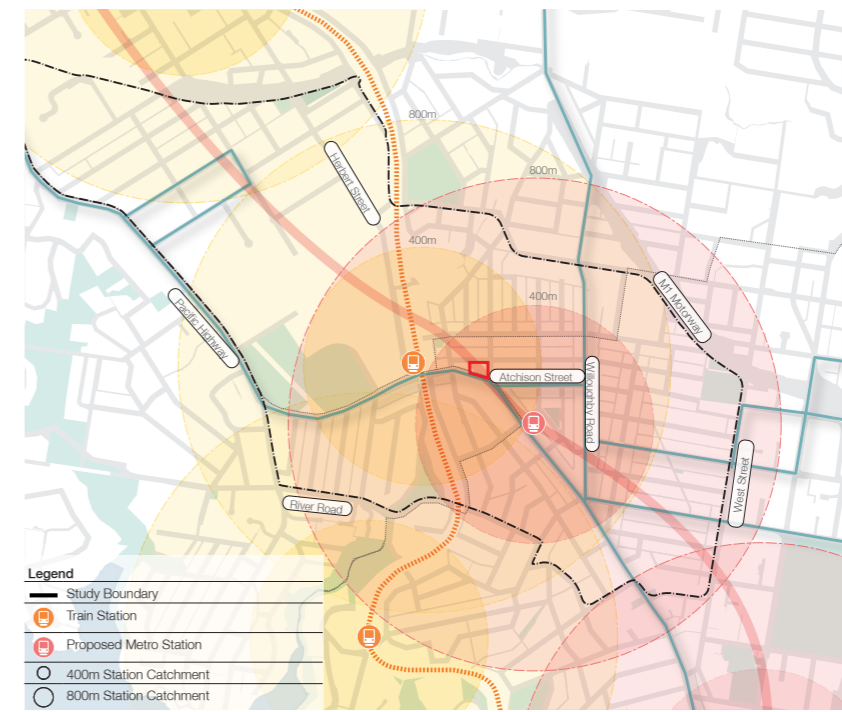 800m
800m
Herbert Street
400m
M1 Motorway
400m
Pacific Highway
Atchison Street
Willoughby Road
West Street
River Road
Legend
Study Boundary
Train Station
Proposed Metro Station
400m Station Catchment
800m Station Catchment